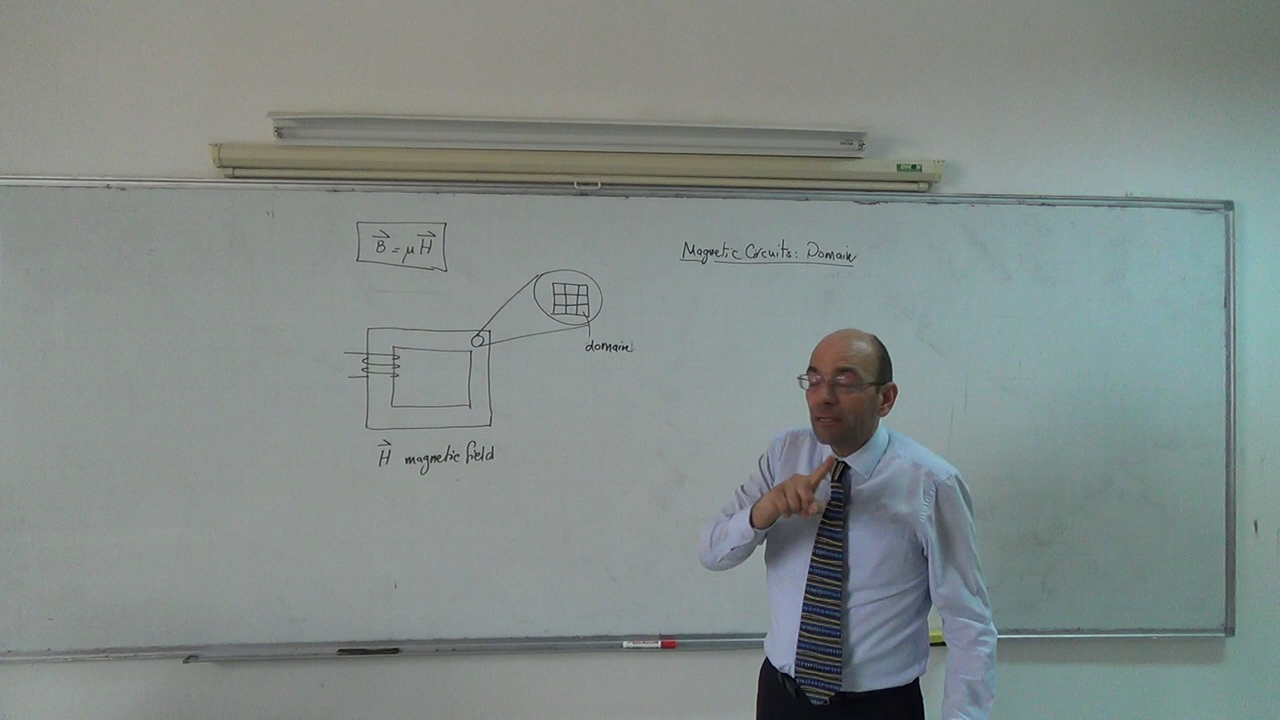 B = μH
Magnetic Circuits: Domain
domain
H magnetic field